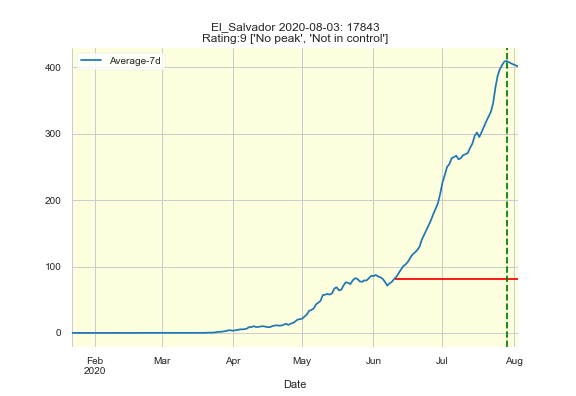 El_Salvador 2020-08-03: 17843
Rating:9 ['No peak', 'Not in control']
Average-7d
400
300
200
100
0
Feb Mar Apr May Jun Jul Aug
2020
Date